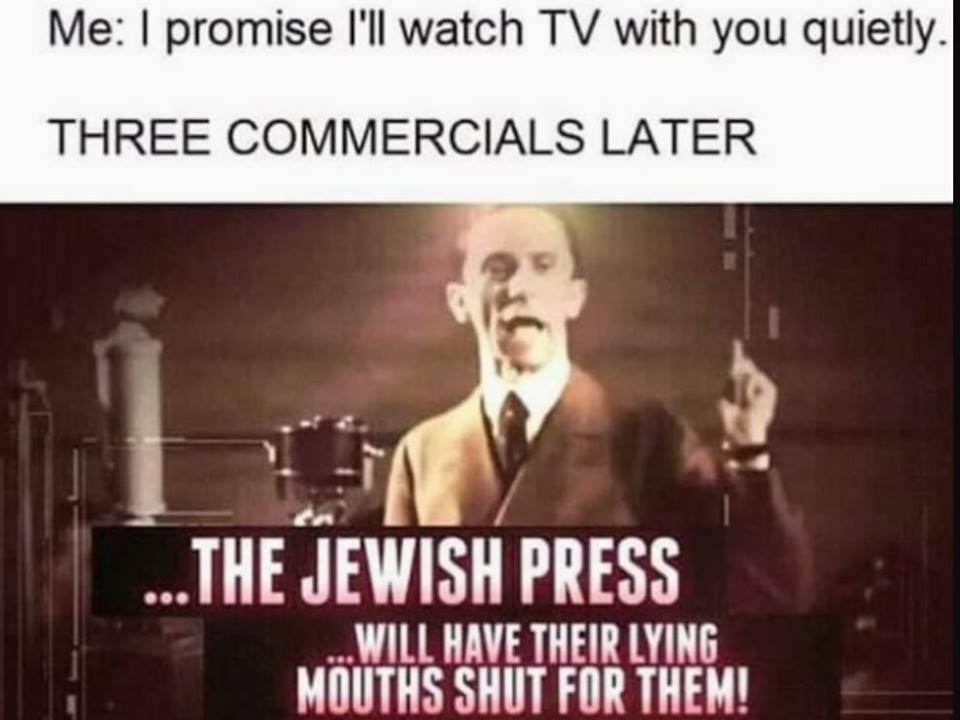 Me: I promise I'll watch TV with you quietly.
THREE COMMERCIALS LATER
...THE JEWISH PRESS
...WILL HAVE THEIR LYING
MOUTHS SHUT FOR THEM!